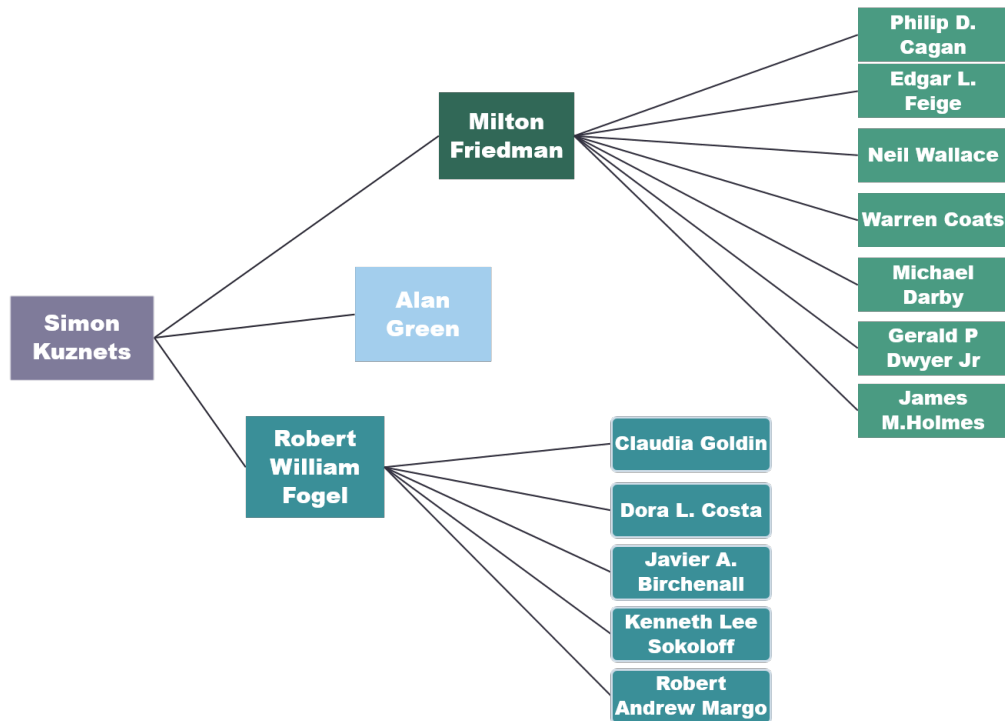 Simon
Kuznets
Milton
Friedman
Alan
Green
Robert
William
Fogel
Philip D.
Cagan
Edgar L.
Feige
Neil Wallace
Warren Coats
Michael
Darby
Gerald P
Dwyer Jr
James
M.Holmes
Claudia Goldin
Dora L. Costa
Javier A.
Birchenall
Kenneth Lee
Sokoloff
Robert
Andrew Margo